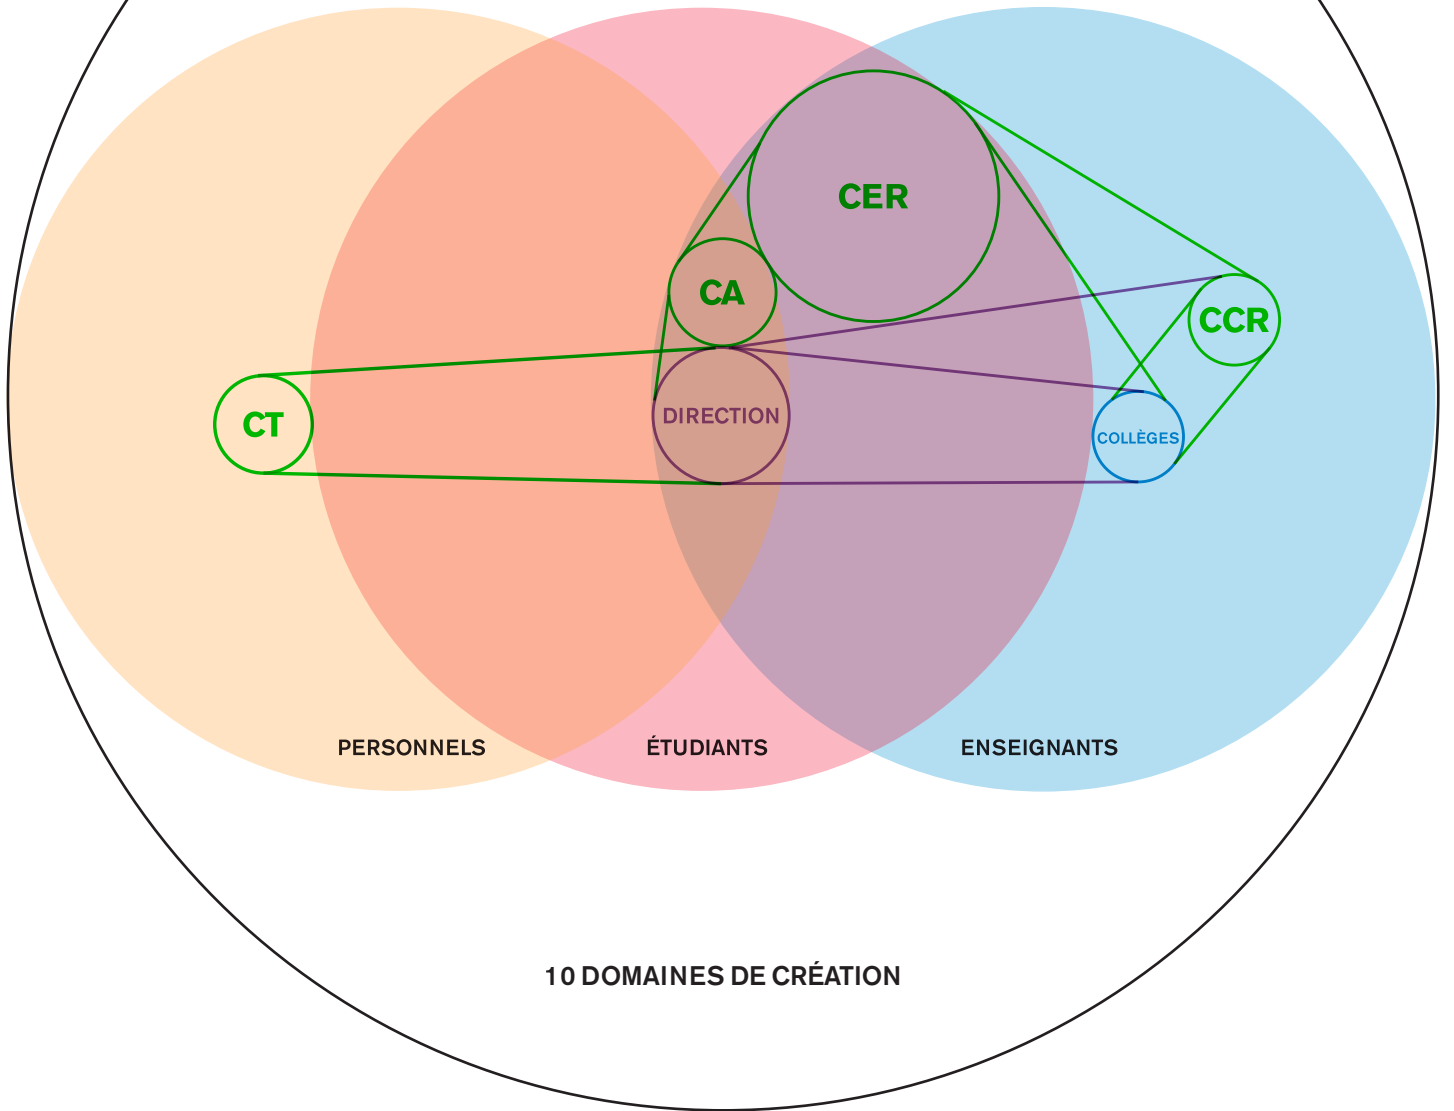 CER
CA
CCR
CT
DIRECTION
COLLÈGES
PERSONNELS
ÉTUDIANTS
ENSEIGNANTS
10 DOMAINES DE CRÉATION